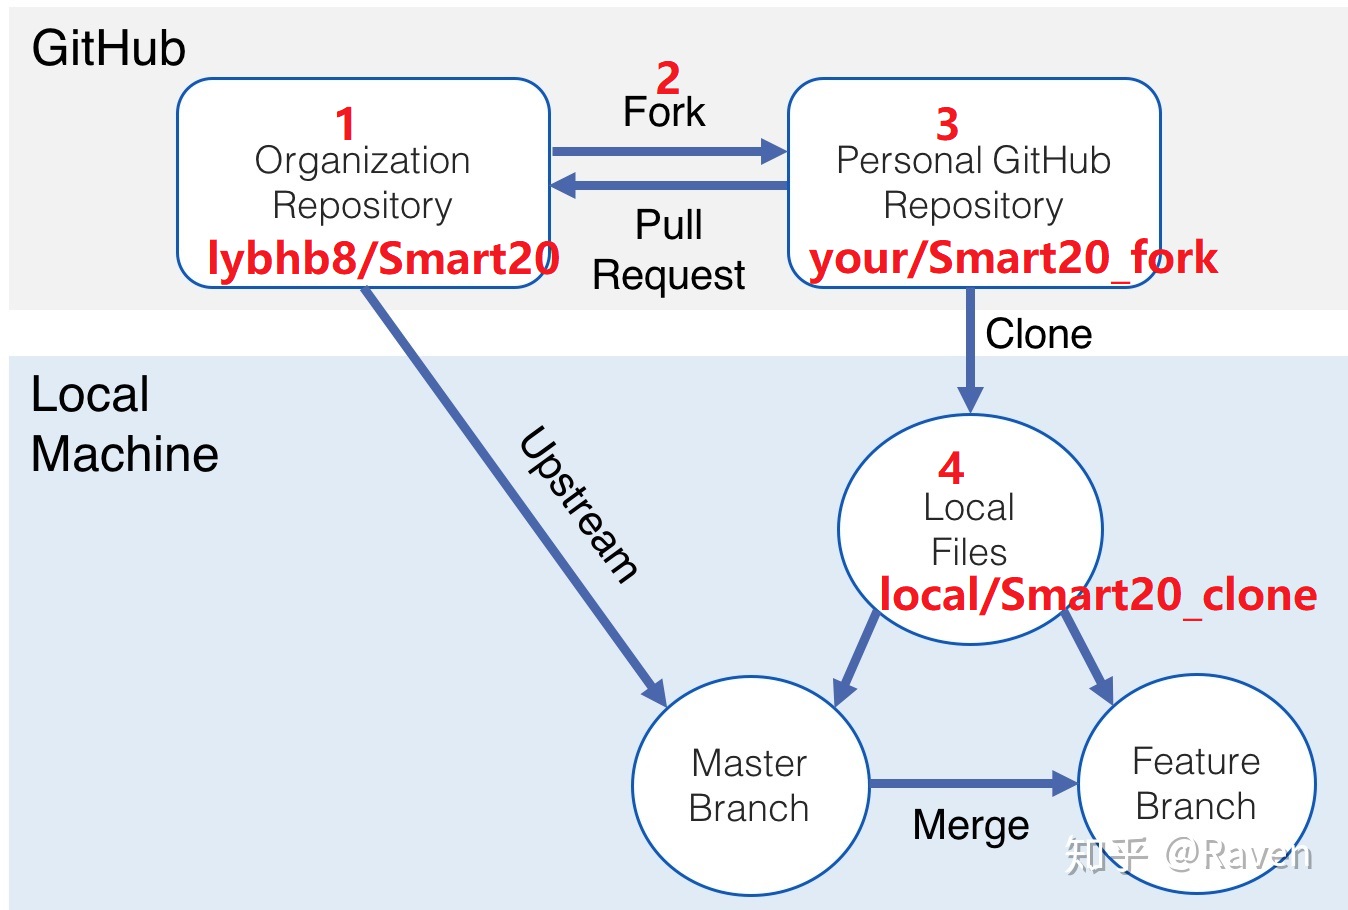 GitHub
1
Organization
Repository
lybhb8/Smart20
2
Fork
Pull
Request
3
Personal GitHub
Repository
your/Smart20_fork
Clone
Local
Machine
Upstream
4
Local
Files
local/Smart20_clone
Master
Branch
Merge
Feature
Branch
知乎 @Raven